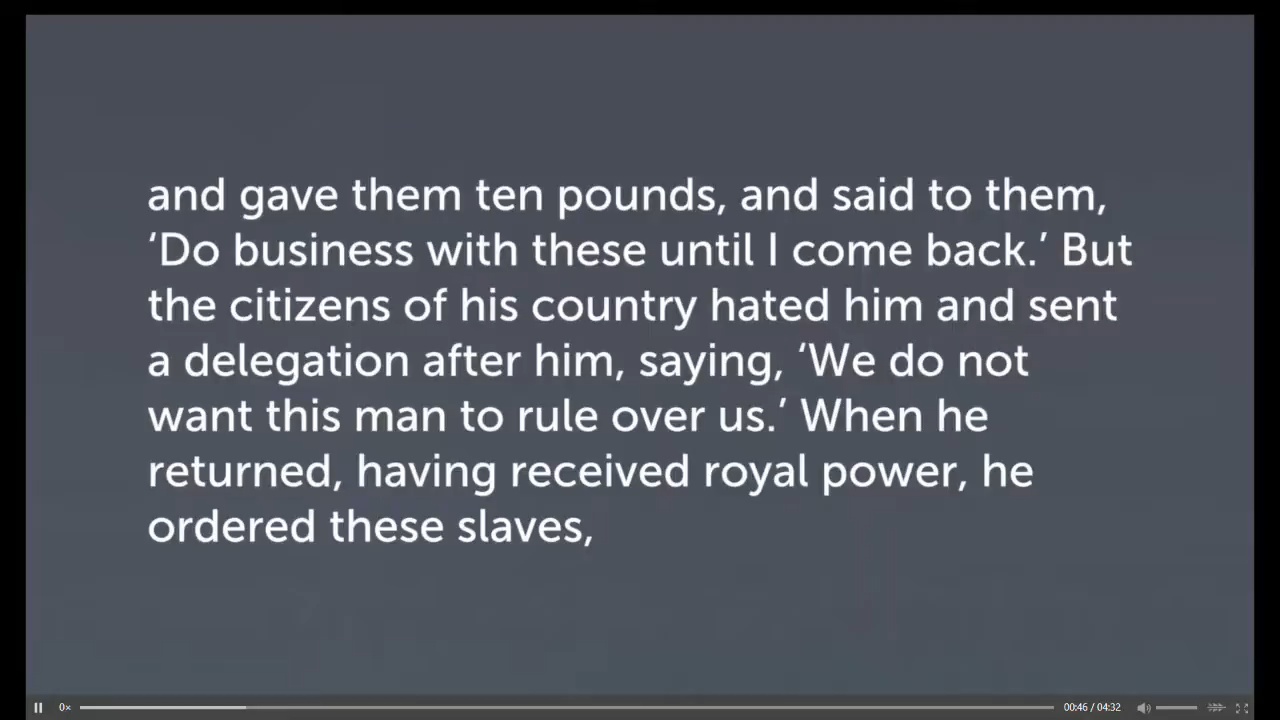 and gave them ten pounds, and said to them,
‘Do business with these until I come back.’ But
the citizens of his country hated him and sent
a delegation after him, saying, ‘We do not
want this man to rule over us.’ When he
returned, having received royal power, he
ordered these slaves,
0× 00:46 / 04:32